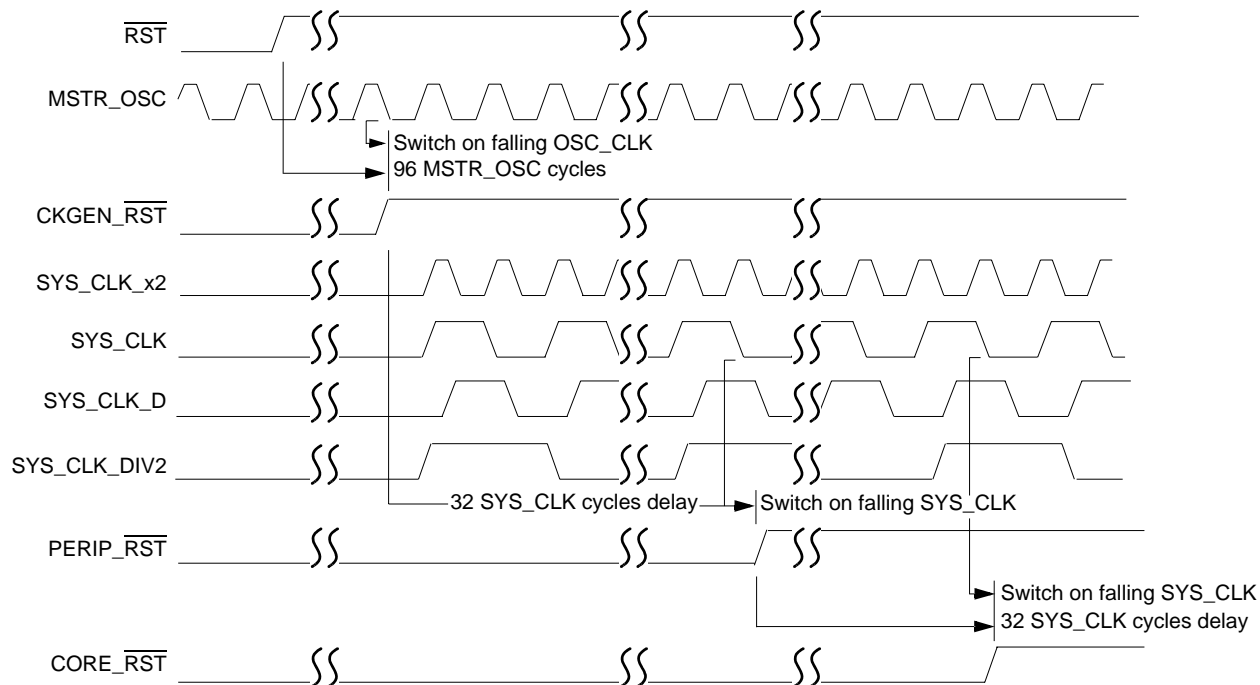 RST
MSTR_OSC
Switch on falling OSC_CLK
96 MSTR_OSC cycles
CKGEN_RST
SYS_CLK_x2
SYS_CLK
SYS_CLK_D
SYS_CLK_DIV2
32 SYS_CLK cycles delay
Switch on falling SYS_CLK
PERIP_RST
Switch on falling SYS_CLK
32 SYS_CLK cycles delay
CORE_RST